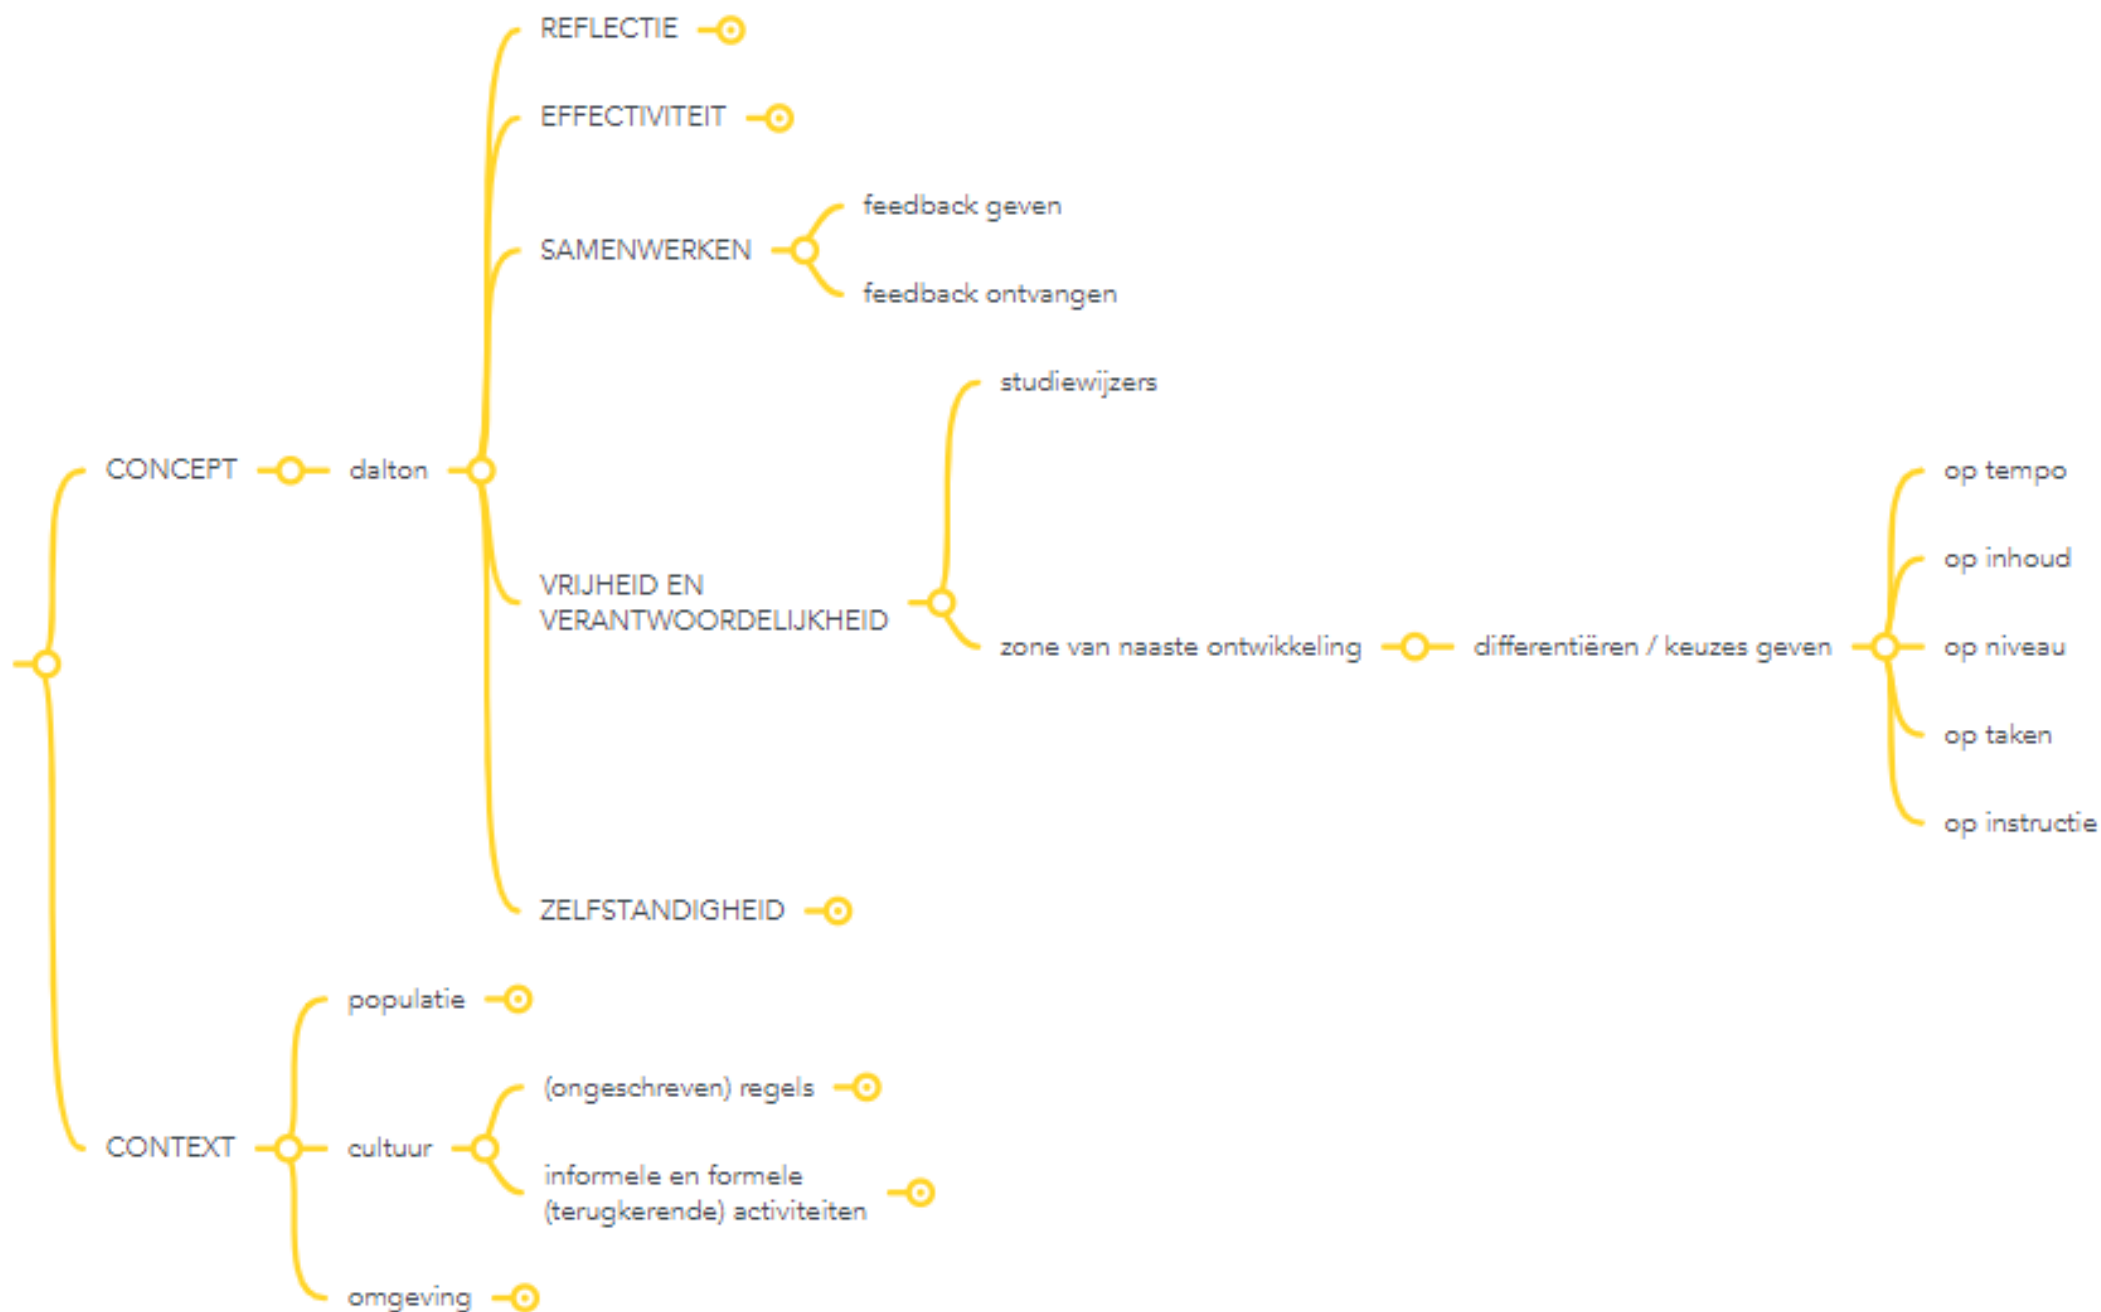 REFLECTIE
EFFECTIVITEIT
feedback geven
SAMENWERKEN
feedback ontvangen
studiewijzers
CONCEPT
dalton
op tempo
op inhoud
VRIJHEID EN
VERANTWOORDELIJKHEID
zone van naaste ontwikkeling
differentiëren / keuzes geven
op niveau
op taken
op instructie
ZELFSTANDIGHEID
populatie
(ongeschreven) regels
CONTEXT
cultuur
informele en formele
(terugkerende) activiteiten
omgeving